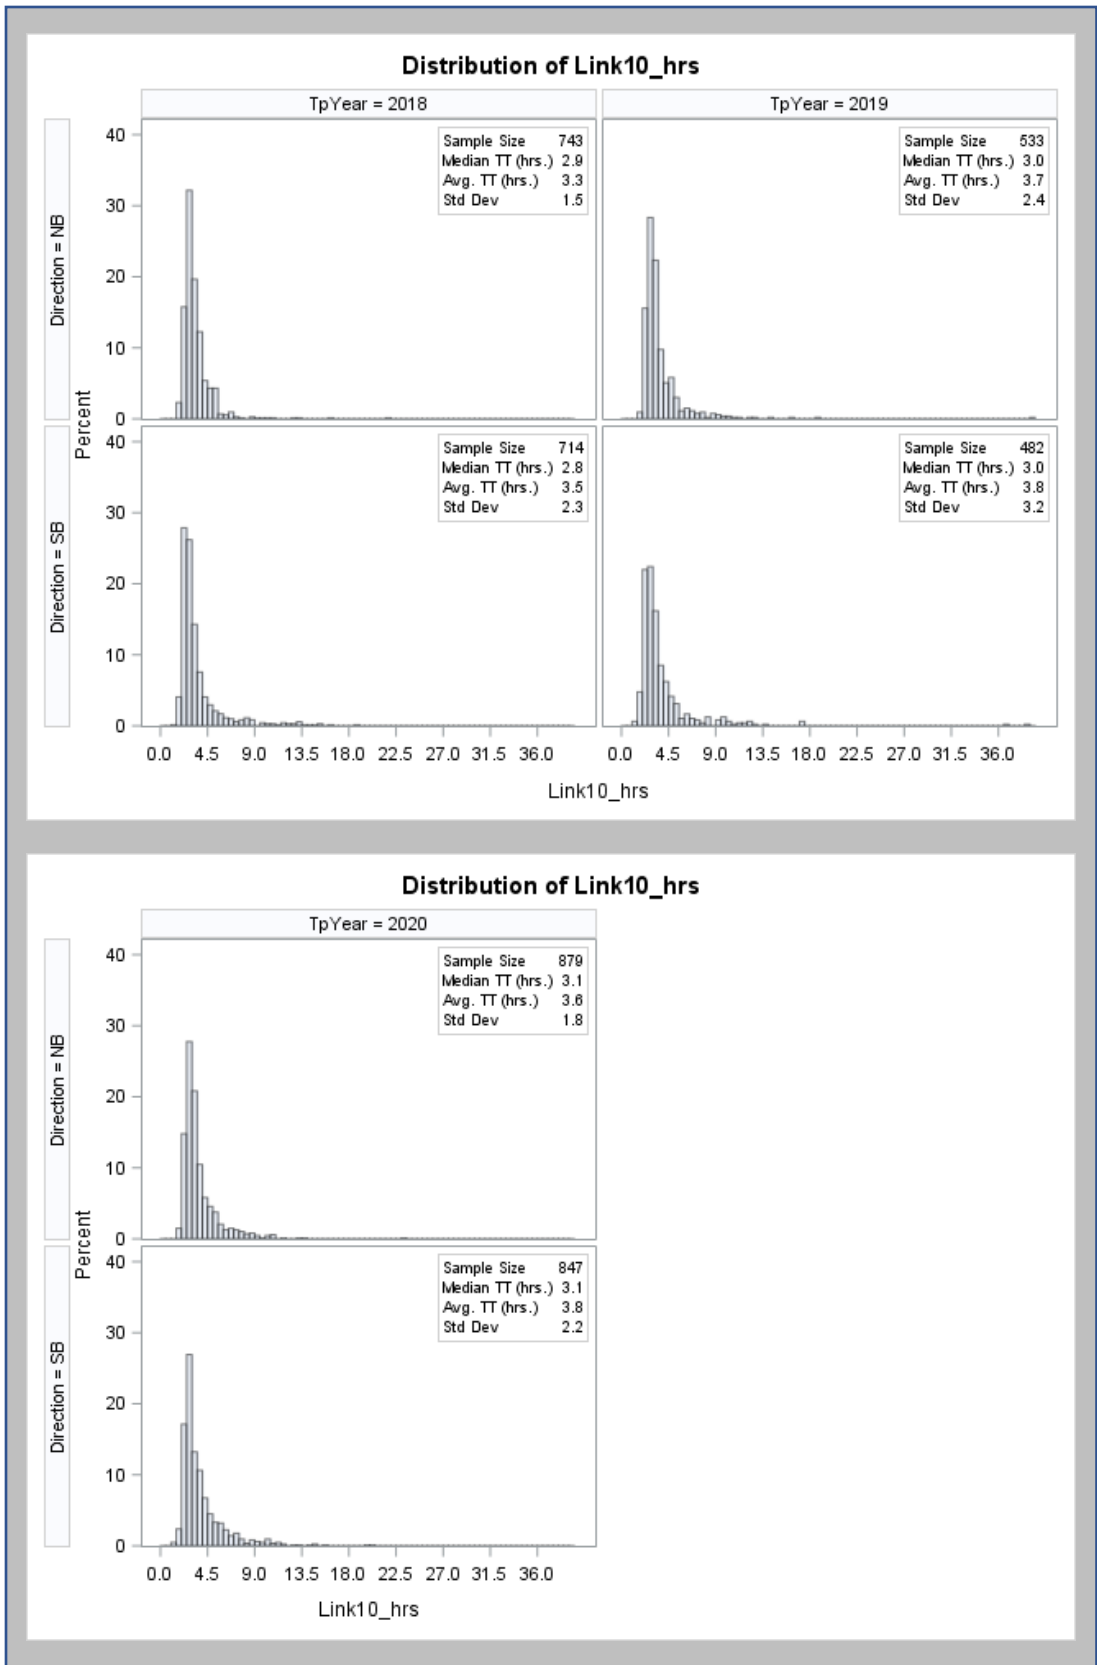 Distribution of Link10_hrs
TpYear = 2018
TpYear = 2019
Direction = NB
Direction = SB
Percent
40
30
20
10
0
Sample Size 743
Median TT (hrs.) 2.9
Avg. TT (hrs.) 3.3
Std Dev 1.5
Sample Size 533
Median TT (hrs.) 3.0
Avg. TT (hrs.) 3.7
Std Dev 2.4
40
30
20
10
0
Sample Size 714
Median TT (hrs.) 2.8
Avg. TT (hrs.) 3.5
Std Dev 2.3
Sample Size 482
Median TT (hrs.) 3.0
Avg. TT (hrs.) 3.8
Std Dev 3.2
0.0 4.5 9.0 13.5 18.0 22.5 27.0 31.5 36.0
0.0 4.5 9.0 13.5 18.0 22.5 27.0 31.5 36.0
Link10_hrs
Distribution of Link10_hrs
TpYear = 2020
Direction = NB
Direction = SB
Percent
40
30
20
10
0
Sample Size 879
Median TT (hrs.) 3.1
Avg. TT (hrs.) 3.6
Std Dev 1.8
40
30
20
10
0
Sample Size 847
Median TT (hrs.) 3.1
Avg. TT (hrs.) 3.8
Std Dev 2.2
0.0 4.5 9.0 13.5 18.0 22.5 27.0 31.5 36.0
Link10_hrs